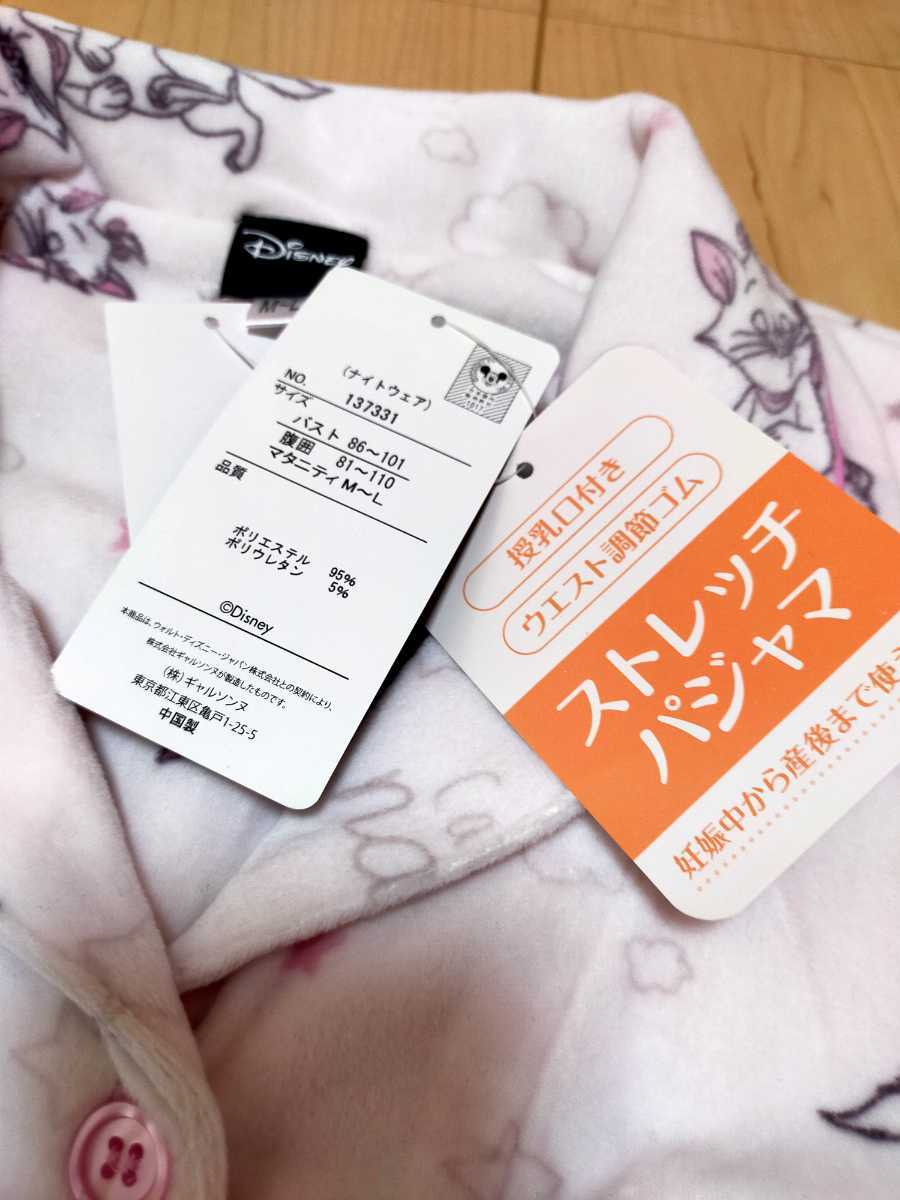 Disney
M~L
(ナイトウェア)
NO. 137331
サイズ
バスト 86~101
腹囲 81~110
マタニティM~L
品質
ポリエステル 95%
ポリウレタン 5%
©Disney
本商品は、ウォルト・ディズニー・ジャパン株式会社との契約により、
株式会社ギャルソンヌが製造したものです。
(株)ギャルソンヌ
東京都江東区亀戸1-25-5
中国製
授乳口付き
ウエスト調節ゴム
ストレッチ
パジャマ
妊娠中から産後まで使